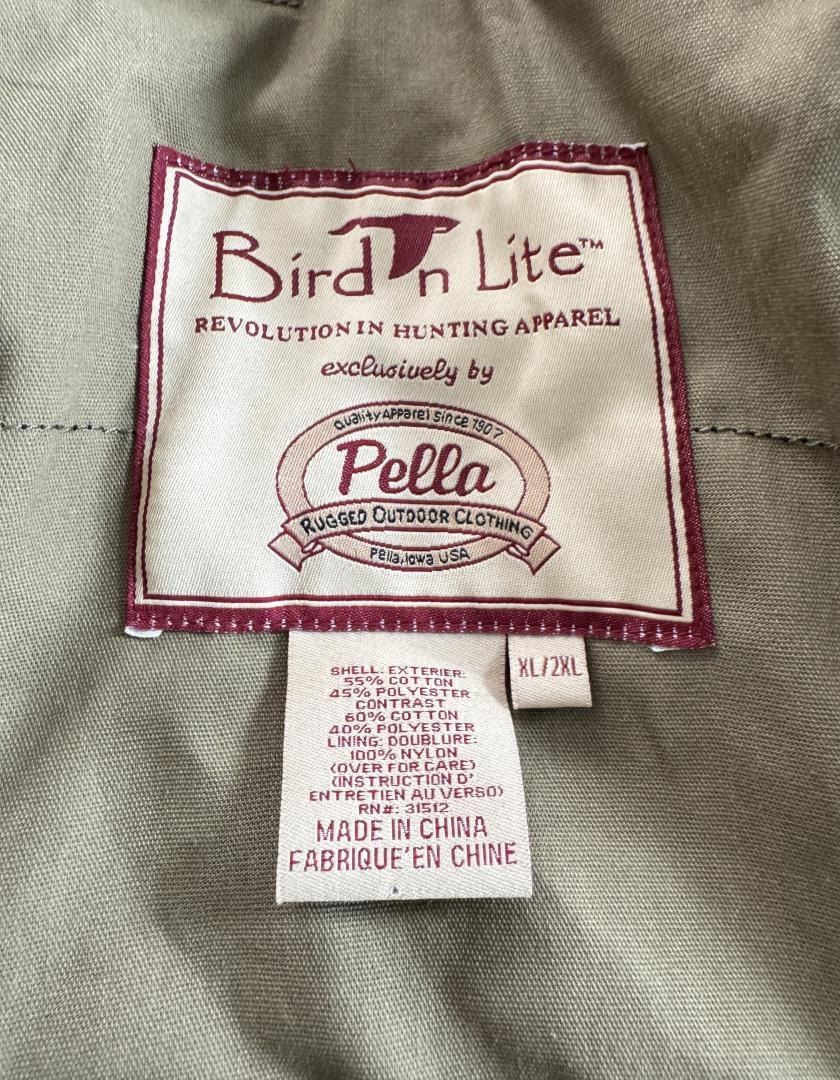 Bird n Lite™
REVOLUTION IN HUNTING APPAREL
exclusively by
Quality Apparel Since 1907
Pella
RUGGED OUTDOOR CLOTHING
Pella, Iowa USA
XL/2XL
SHELL: EXTERIER:
55% COTTON
45% POLYESTER
CONTRAST
60% COTTON
40% POLYESTER
LINING: DOUBLURE:
100% NYLON
(OVER FOR CARE)
(INSTRUCTION D'
ENTRETIEN AU VERSO)
RN#: 31512
MADE IN CHINA
FABRIQUE'EN CHINE